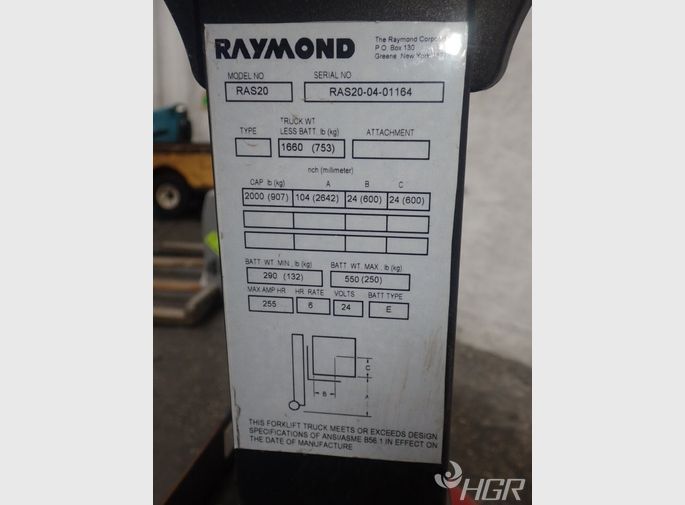 RAYMOND
The Raymond
P.O. Box 130
Greene, New York
MODEL NO SERIAL NO
RAS20 RAS20-04-01164
TRUCK WT
TYPE LESS BATT. lb (kg) ATTACHMENT
1660 (753)
nch (millimeter)
CAP lb (kg) A B C
2000 (907) 104 (2642) 24 (600) 24 (600)
BATT WT MIN. lb (kg) BATT WT. MAX. lb (kg)
290 (132) 550 (250)
MAX AMP HR HR. RATE VOLTS BATT TYPE
255 6 24 E
C
B A
THIS FORKLIFT TRUCK MEETS OR EXCEEDS DESIGN
SPECIFICATIONS OF ANSI/ASME B56.1 IN EFFECT ON
THE DATE OF MANUFACTURE
HGR